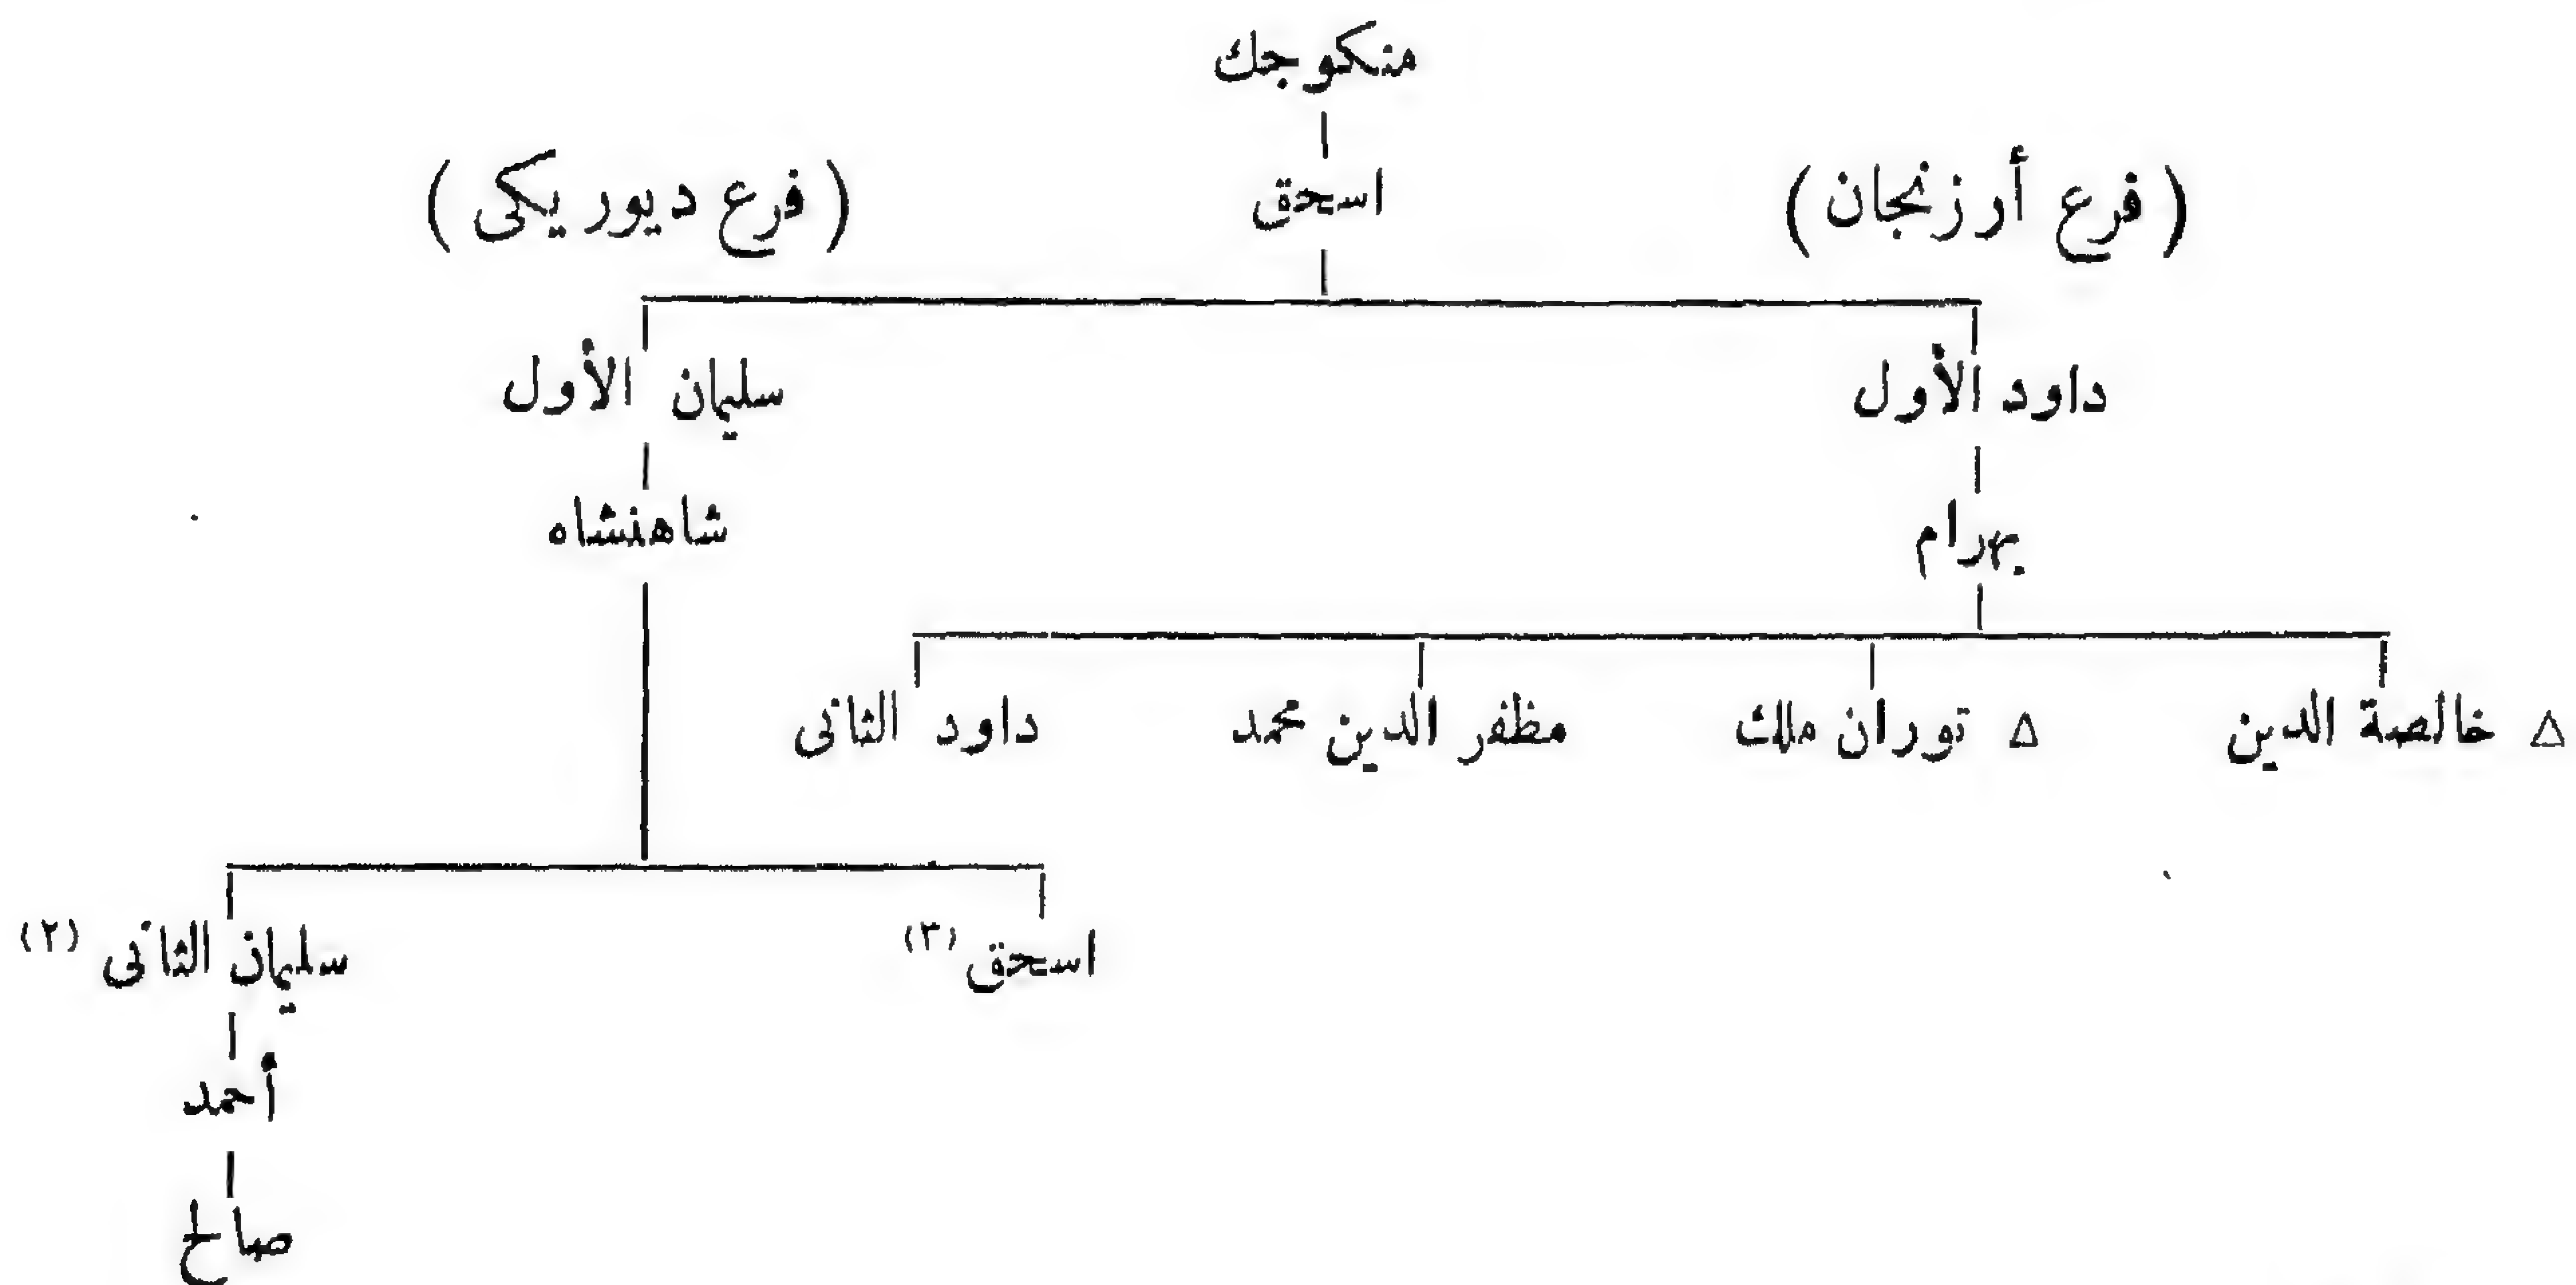 منكوجك
( فرع أرزنجان ) اسحق ( فرع ديوريكى )
داود الأول سليمان الأول
بهرام شاهنشاه
△ خالصة الدين △ توران ملك مظفر الدين محمد داود الثانى
اسحق (٣) سليمان الثانى (٢)
أحمد
صالح